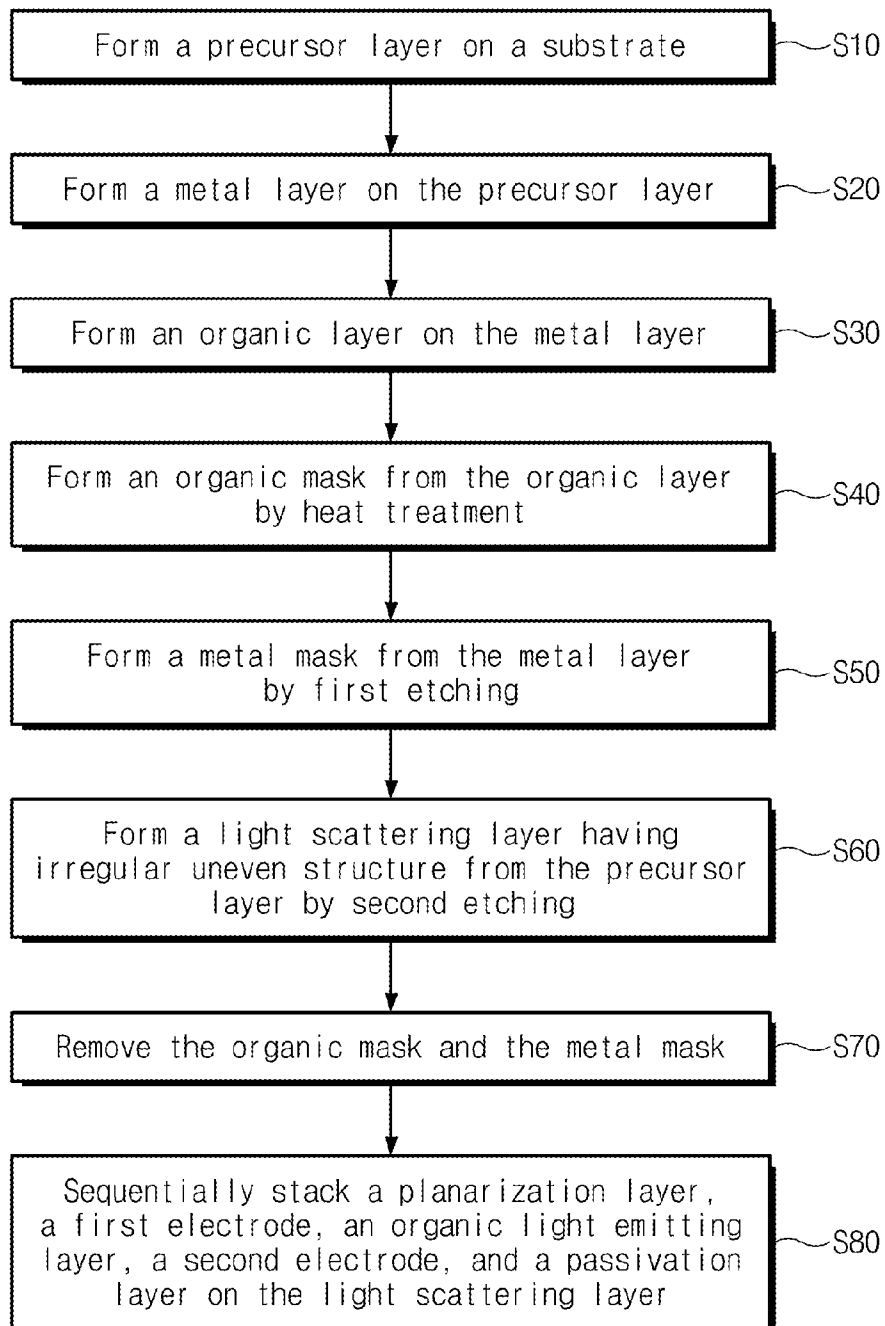 Form a precursor layer on a substrate
S10
Form a metal layer on the precursor layer
S20
Form an organic layer on the metal layer
S30
Form an organic mask from the organic layer
by heat treatment
S40
Form a metal mask from the metal layer
by first etching
S50
Form a light scattering layer having
irregular uneven structure from the precursor
layer by second etching
S60
Remove the organic mask and the metal mask
S70
Sequentially stack a planarization layer,
a first electrode, an organic light emitting
layer, a second electrode, and a passivation
layer on the light scattering layer
S80